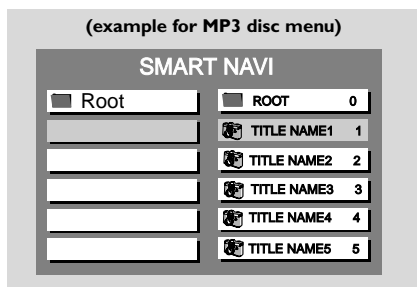 (example for MP3 disc menu)
SMART NAVI
Root
ROOT 0
TITLE NAME1 1
TITLE NAME2 2
TITLE NAME3 3
TITLE NAME4 4
TITLE NAME5 5